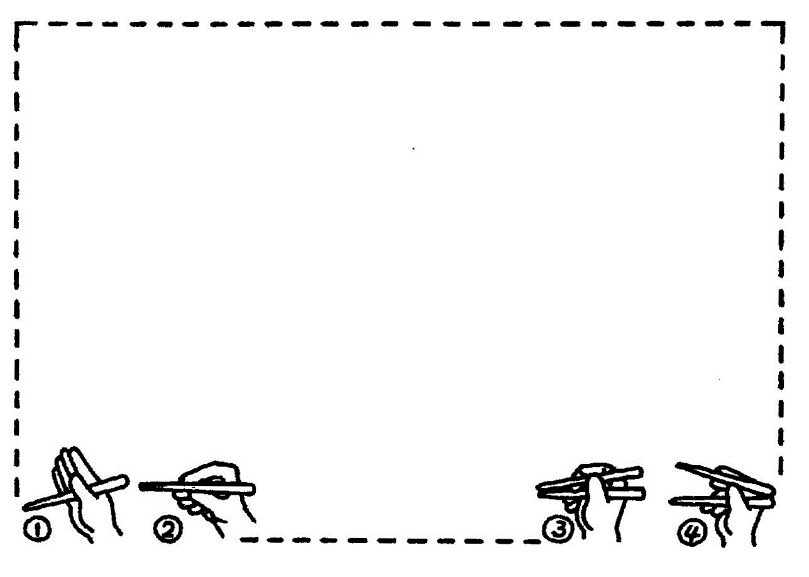 ① ② ③ ④